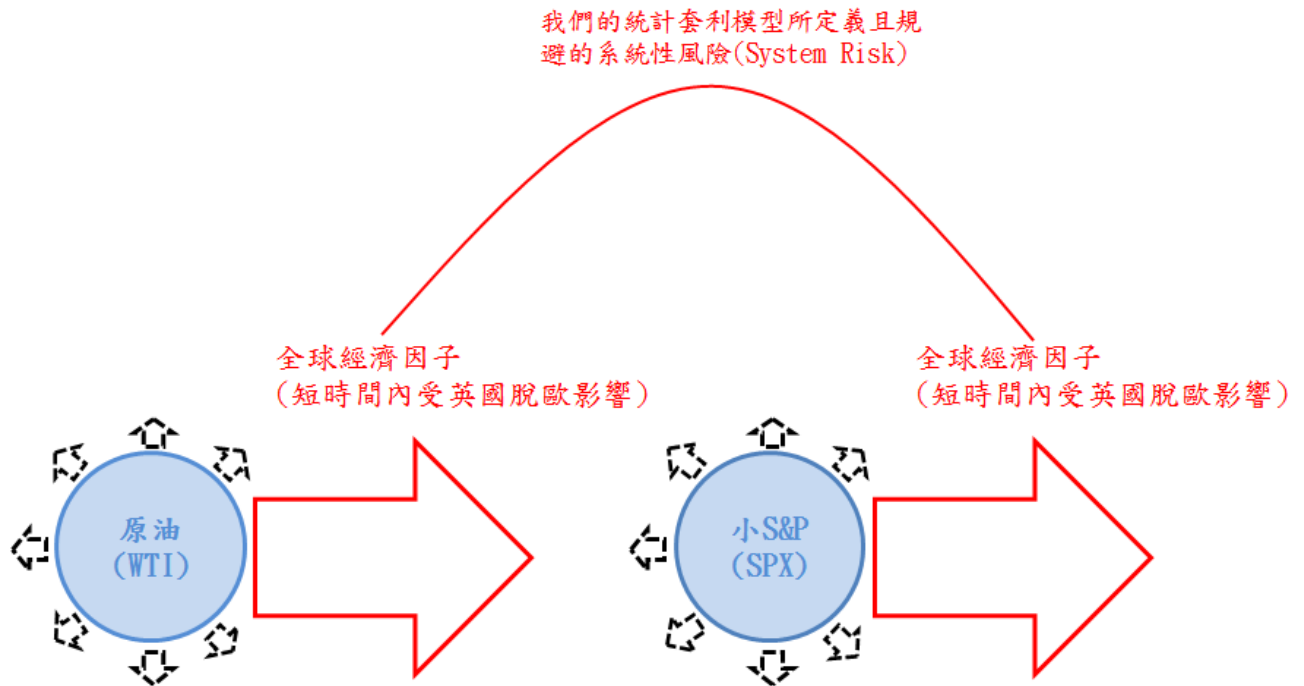 我們的統計套利模型所定義且規
避的系統性風險(System Risk)
全球經濟因子
(短時間內受英國脫歐影響)
全球經濟因子
(短時間內受英國脫歐影響)
原油
(WTI)
小S&P
(SPX)